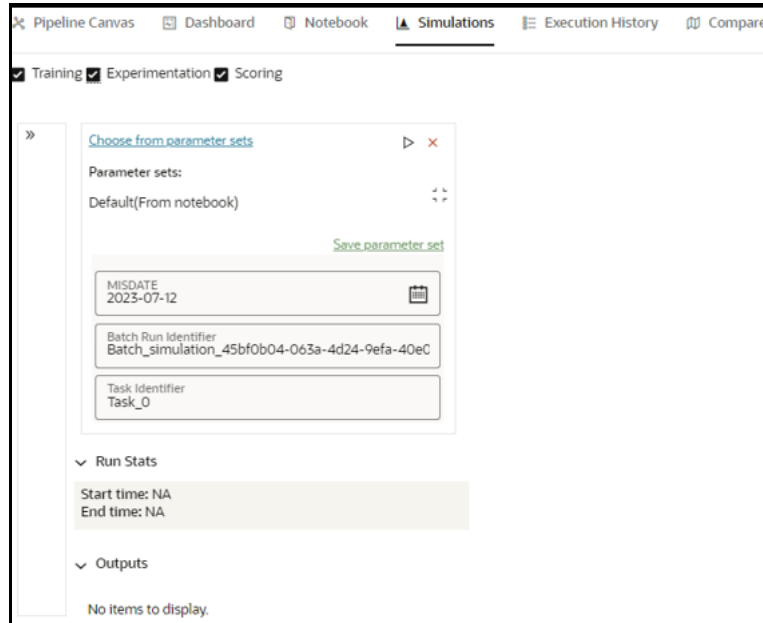 Pipeline Canvas Dashboard Notebook Simulations Execution History Compare
Training Experimentation Scoring
»
Choose from parameter sets
Parameter sets:
Default(From notebook)
Save parameter set
MISDATE
2023-07-12
Batch Run Identifier
Batch_simulation_45bf0b04-063a-4d24-9efa-40e0
Task Identifier
Task_0
Run Stats
Start time: NA
End time: NA
Outputs
No items to display.